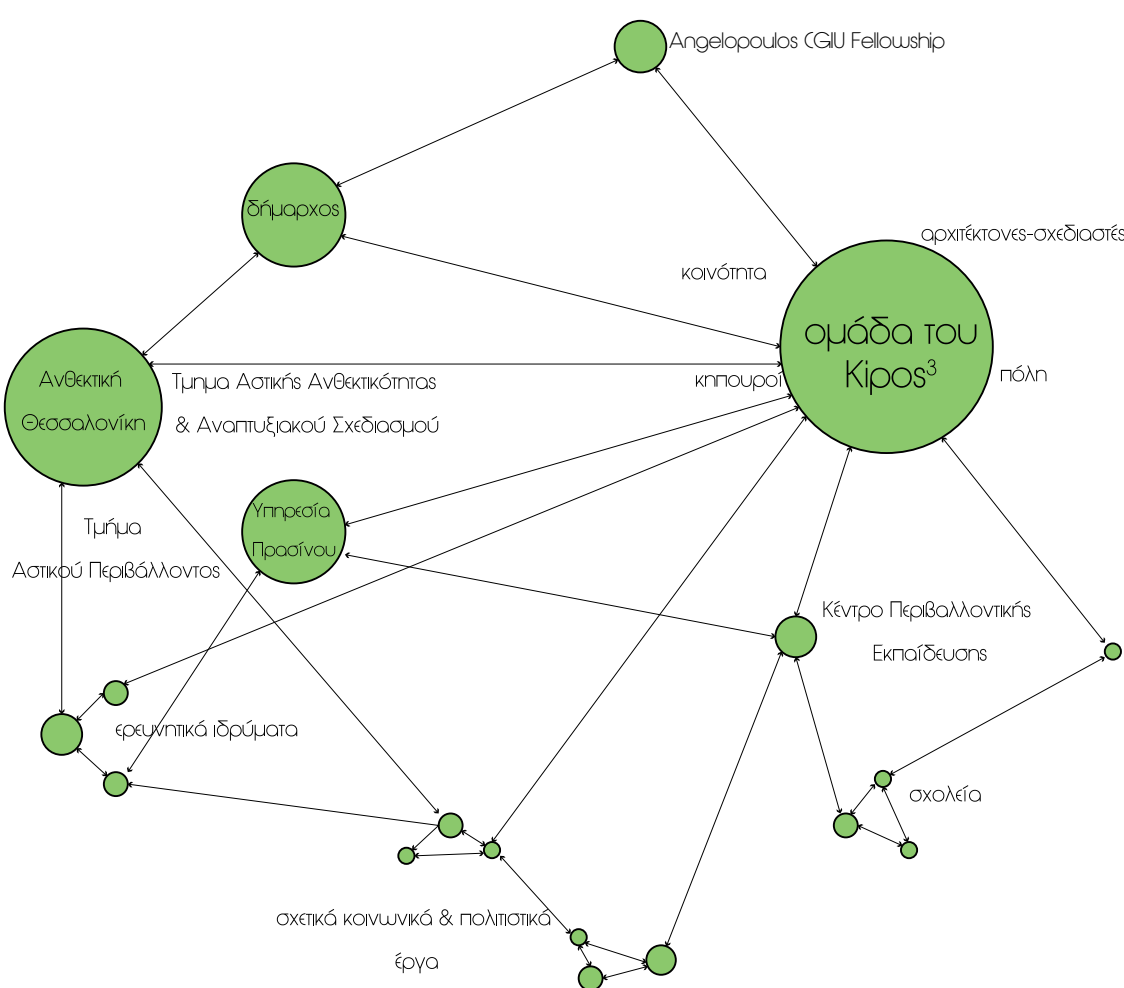 Angelopoulos CGIU Fellowship
δήμαρχος
αρχιτέκτονες-σχεδιαστές
κοινότητα
ομάδα του
Kipos³
πόλη
κηπουροί
Ανθεκτική
Θεσσαλονίκη
Τμημα Αστικής Ανθεκτικότητας
& Αναπτυξιακού Σχεδιασμού
Υπηρεσία
Πρασίνου
Τμήμα
Αστικού Περιβάλλοντος
Κέντρο Περιβαλλοντικής
Εκπαίδευσης
ερευνητικά ιδρύματα
σχολεία
σχετικά κοινωνικά & πολιτιστικά
έργα